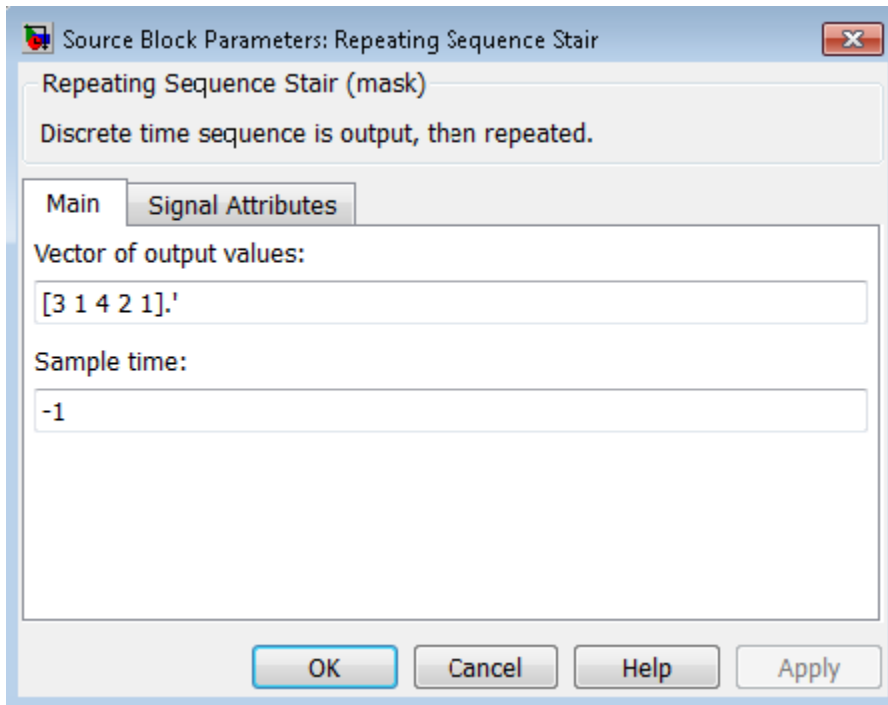 Source Block Parameters: Repeating Sequence Stair
Repeating Sequence Stair (mask)
Discrete time sequence is output, then repeated.
Main Signal Attributes
Vector of output values:
[3 1 4 2 1].'
Sample time:
-1
OK Cancel Help Apply